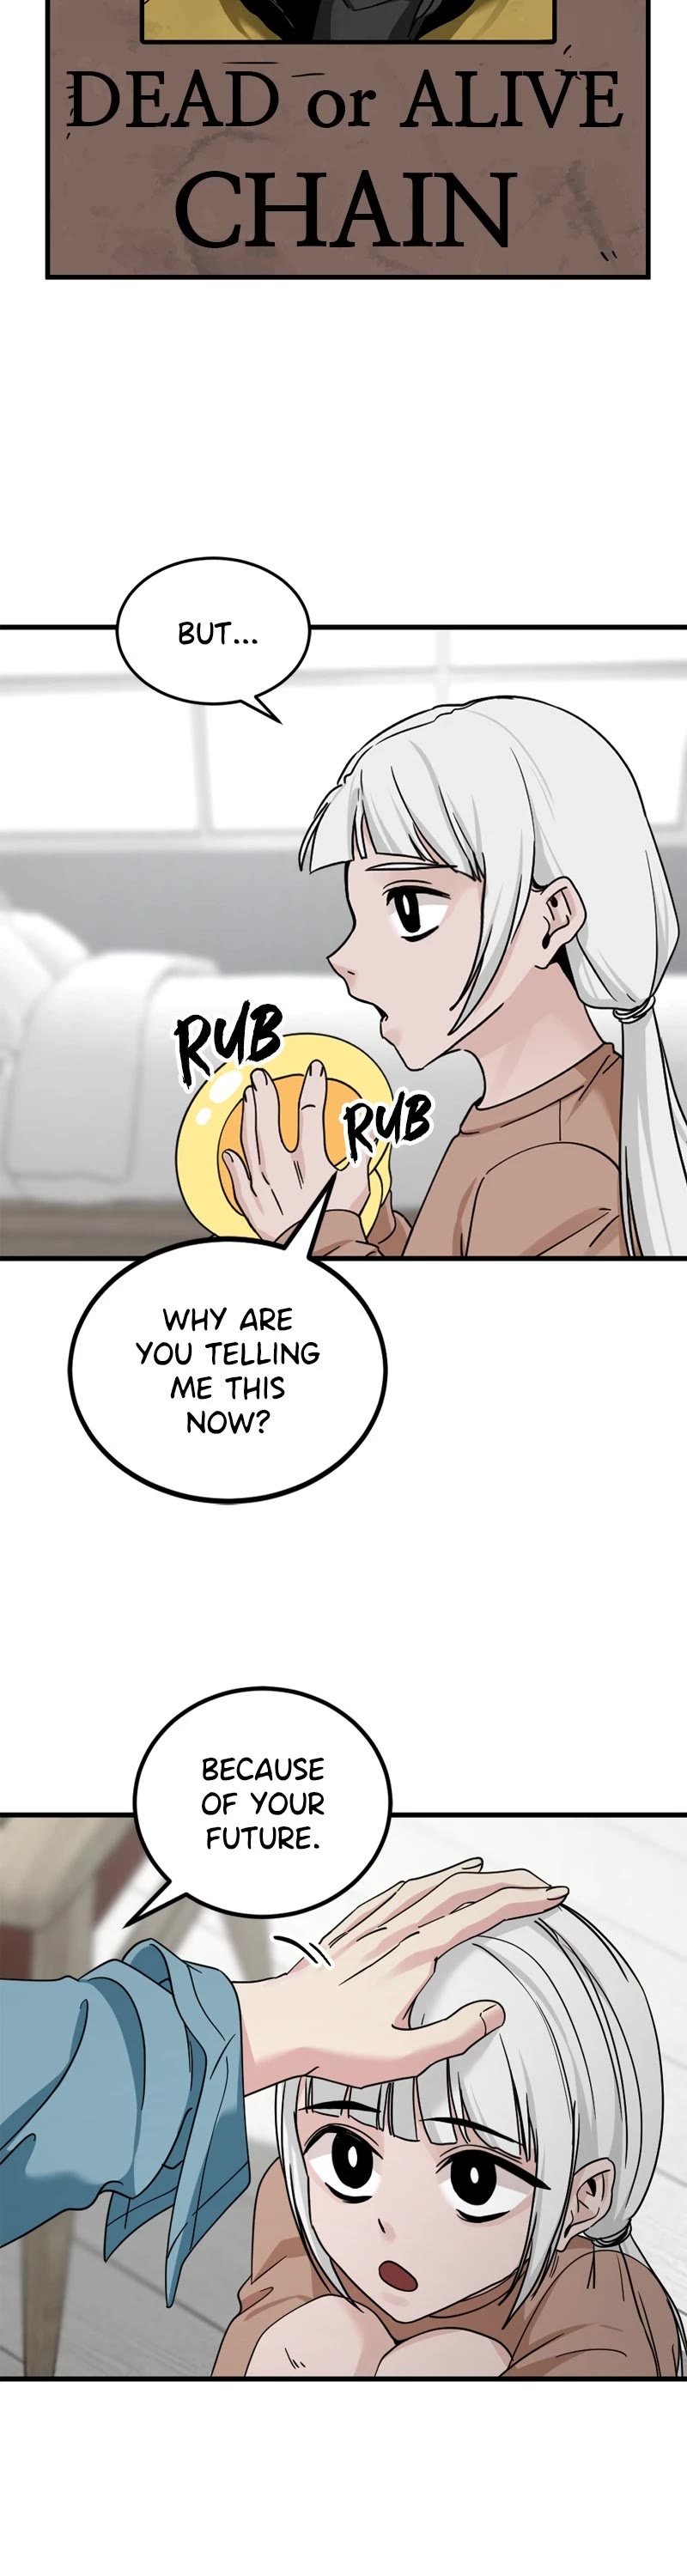 DEAD or ALIVE
CHAIN
BUT...
RUB
RUB
WHY ARE
YOU TELLING
ME THIS
NOW?
BECAUSE
OF YOUR
FUTURE.